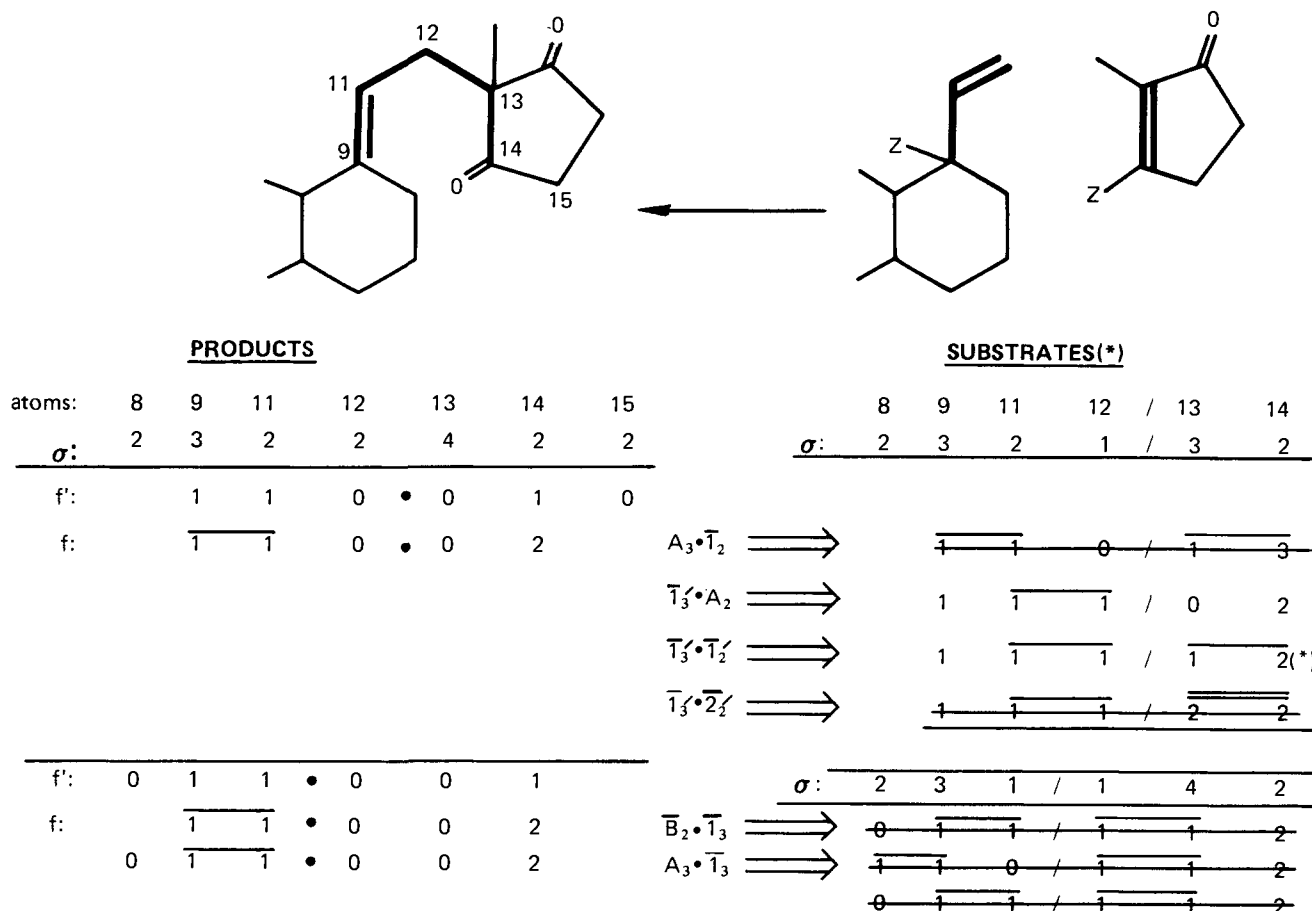 12 O O
11
13 Z
9 14
O Z
15
PRODUCTS SUBSTRATES(*)
atoms: 8 9 11 12 13 14 15 8 9 11 12 / 13 14
σ: 2 3 2 2 4 2 2 σ: 2 3 2 1 / 3 2
f': 1 1 0 • 0 1 0
f: 1 1 0 • 0 2 A3•1̅2 1 1 0 / 1 3
1̅3′•A2 1 1 1 / 0 2
1̅3′•1̅2′ 1 1 1 / 1 2(*)
1̅3′•2̅2′ 1 1 1 / 2 2
f': 0 1 1 • 0 0 1 σ: 2 3 1 / 1 4 2
f: 1 1 • 0 0 2 B̅2•1̅3 0 1 1 / 1 1 2
0 1 1 • 0 0 2 A3•1̅3 1 1 0 / 1 1 2
0 1 1 / 1 1 2